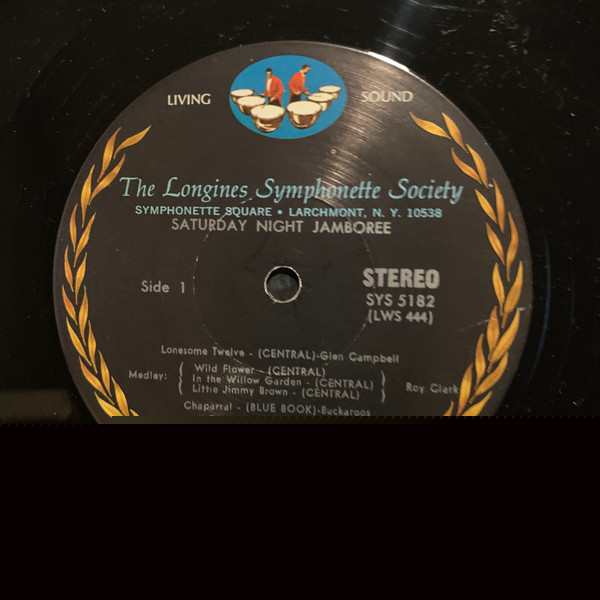 LIVING SOUND
The Longines Symphonette Society
SYMPHONETTE SQUARE • LARCHMONT, N. Y. 10538
SATURDAY NIGHT JAMBOREE
Side 1
STEREO
SYS 5182
(LWS 444)
Lonesome Twelve - (CENTRAL)-Glen Campbell
Medley:
Wild Flower - (CENTRAL)
In the Willow Garden - (CENTRAL)
Little Jimmy Brown - (CENTRAL)
Roy Clark
Chaparral - (BLUE BOOK)-Buckaroos